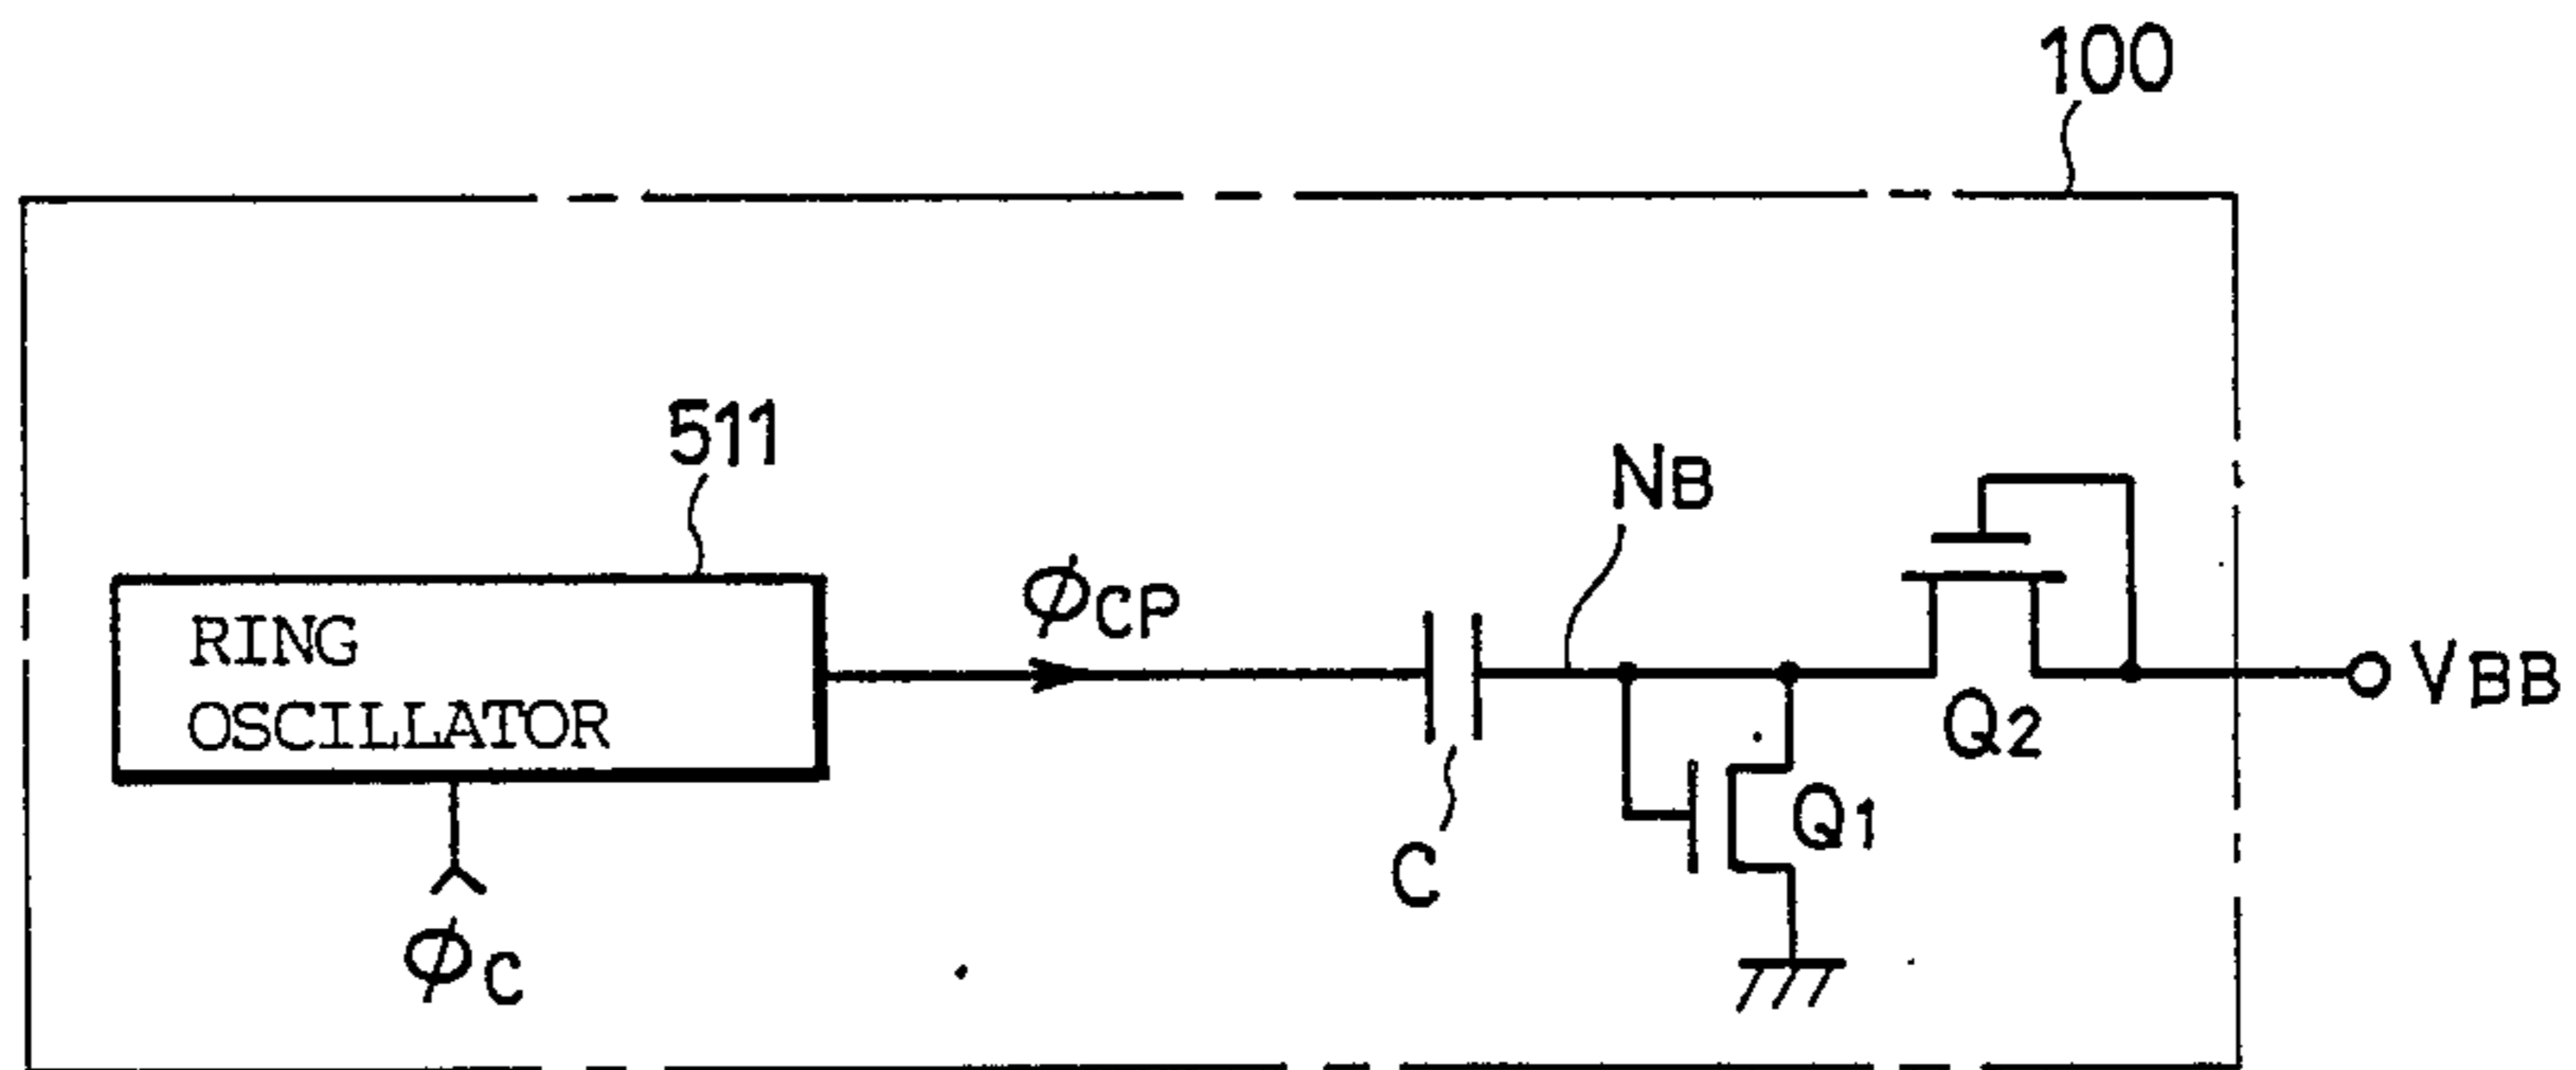 100
511
RING
OSCILLATOR
ϕCP
NB
C
Q1
Q2
VBB
ϕC